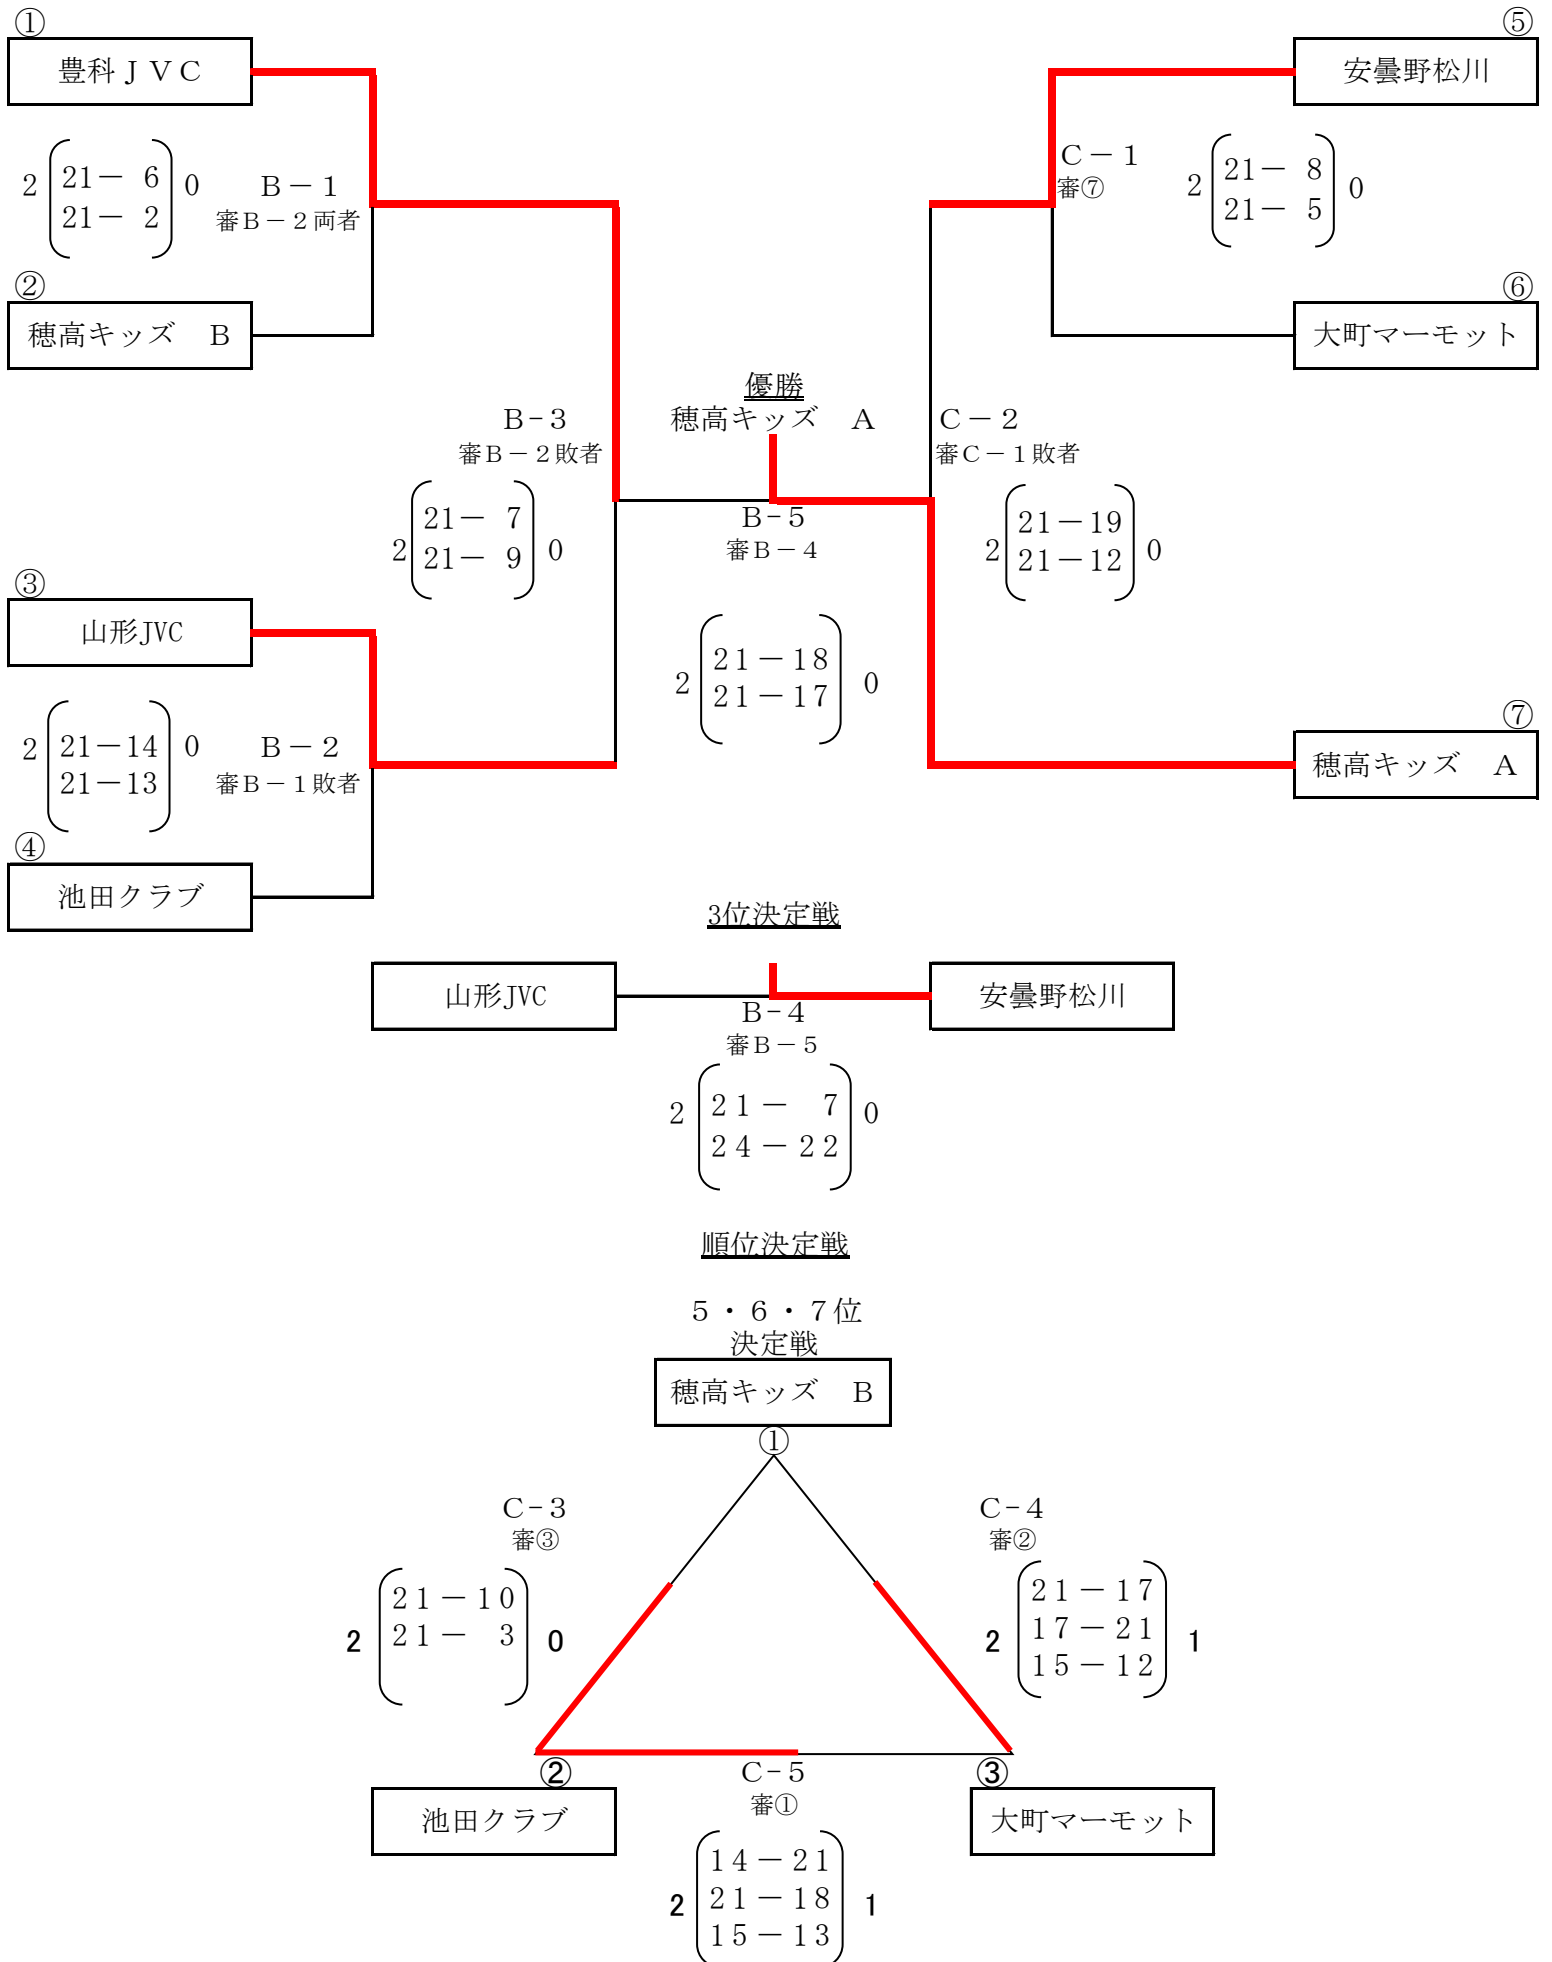 ①
⑤
豊科ＪＶＣ
安曇野松川
2 21－ 6 0
21－ 2
Ｂ－１
審Ｂ－２両者
Ｃ－１
審⑦
2 21－ 8 0
21－ 5
②
⑥
穂高キッズ　Ｂ
大町マーモット
優勝
穂高キッズ　Ａ
Ｂ-３
審Ｂ－２敗者
2 21－ 7 0
21－ 9
Ｃ－２
審Ｃ－１敗者
2 21－19 0
21－12
Ｂ-５
審Ｂ－４
2 21－18 0
21－17
③
山形JVC
⑦
穂高キッズ　Ａ
2 21－14 0
21－13
Ｂ－２
審Ｂ－１敗者
④
池田クラブ
3位決定戦
山形JVC
安曇野松川
Ｂ-４
審Ｂ－５
2 21－ 7 0
24－22
順位決定戦
５・６・７位
決定戦
穂高キッズ　Ｂ
①
Ｃ-３
審③
2 21－10 0
21－ 3
Ｃ-４
審②
2 21－17 1
17－21
15－12
②
③
池田クラブ
大町マーモット
Ｃ-５
審①
2 14－21 1
21－18
15－13